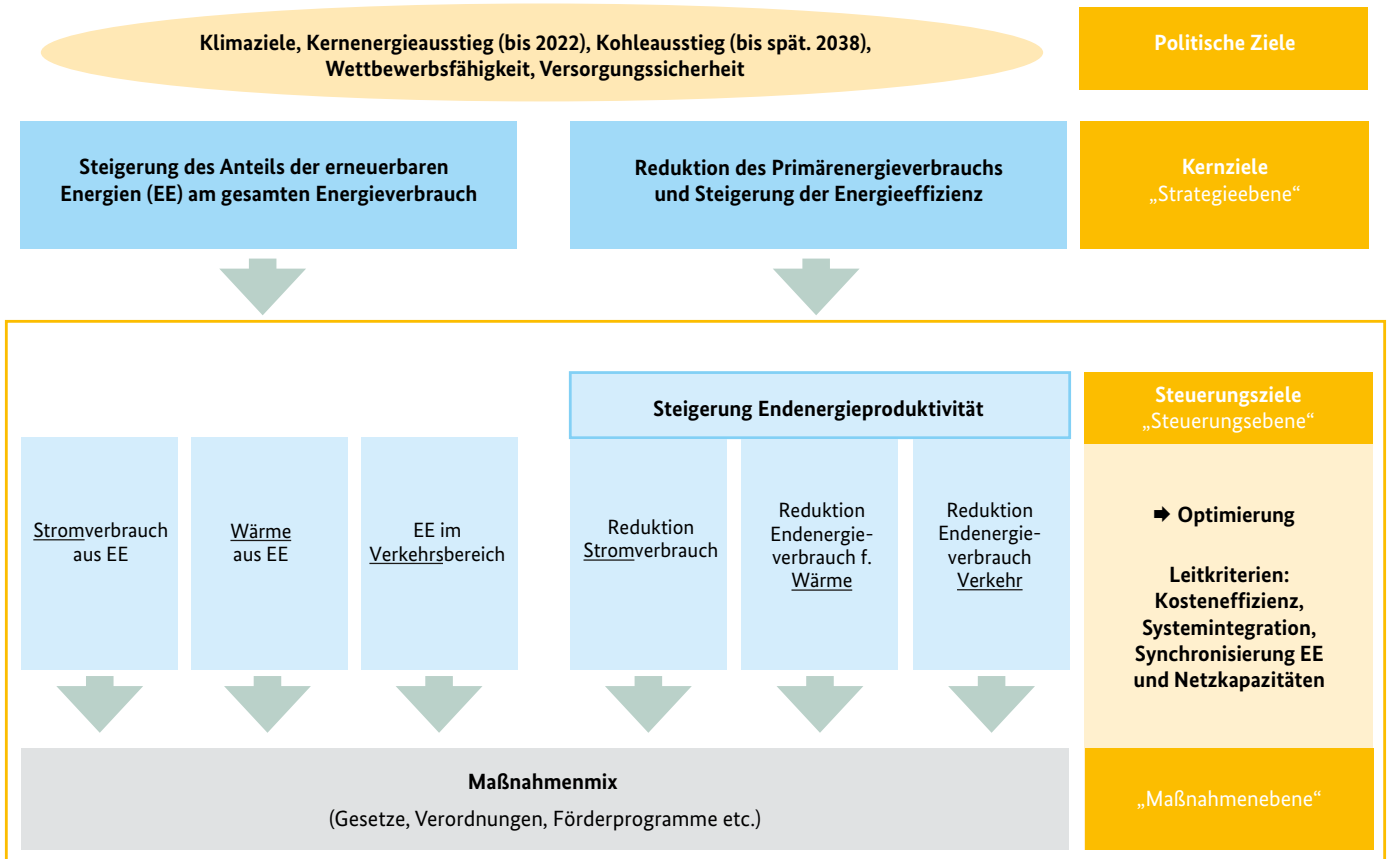 Klimaziele, Kernenergieausstieg (bis 2022), Kohleausstieg (bis spät. 2038),
Wettbewerbsfähigkeit, Versorgungssicherheit
Politische Ziele
Steigerung des Anteils der erneuerbaren
Energien (EE) am gesamten Energieverbrauch
Reduktion des Primärenergieverbrauchs
und Steigerung der Energieeffizienz
Kernziele
„Strategieebene“
Steigerung Endenergieproduktivität
Steuerungsziele
„Steuerungsebene“
Stromverbrauch
aus EE
Wärme
aus EE
EE im
Verkehrsbereich
Reduktion
Stromverbrauch
Reduktion
Endenergie-
verbrauch f.
Wärme
Reduktion
Endenergie-
verbrauch
Verkehr
➡ Optimierung
Leitkriterien:
Kosteneffizienz,
Systemintegration,
Synchronisierung EE
und Netzkapazitäten
Maßnahmenmix
(Gesetze, Verordnungen, Förderprogramme etc.)
„Maßnahmenebene“